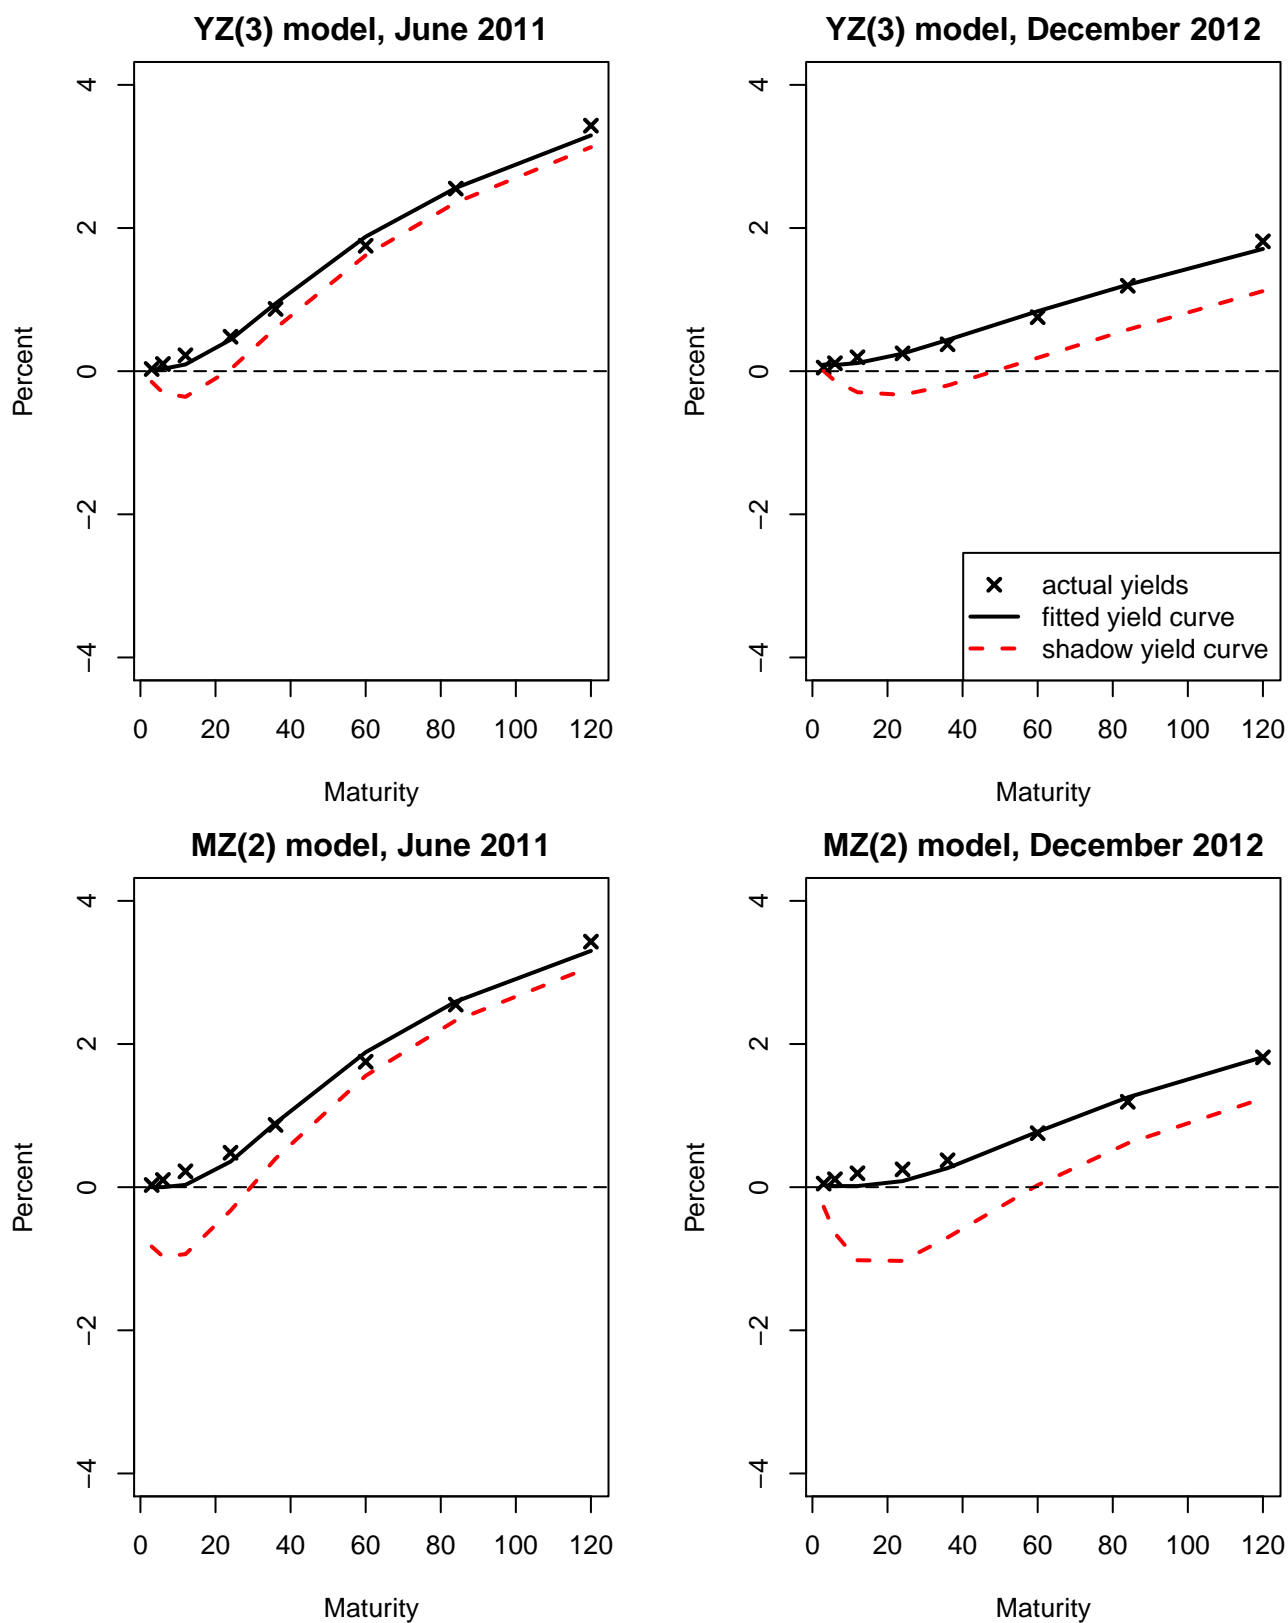 YZ(3) model, June 2011
4
2
0
−2
−4
Percent
0 20 40 60 80 100 120
Maturity
YZ(3) model, December 2012
4
2
0
−2
−4
Percent
actual yields
fitted yield curve
shadow yield curve
0 20 40 60 80 100 120
Maturity
MZ(2) model, June 2011
4
2
0
−2
−4
Percent
0 20 40 60 80 100 120
Maturity
MZ(2) model, December 2012
4
2
0
−2
−4
Percent
0 20 40 60 80 100 120
Maturity